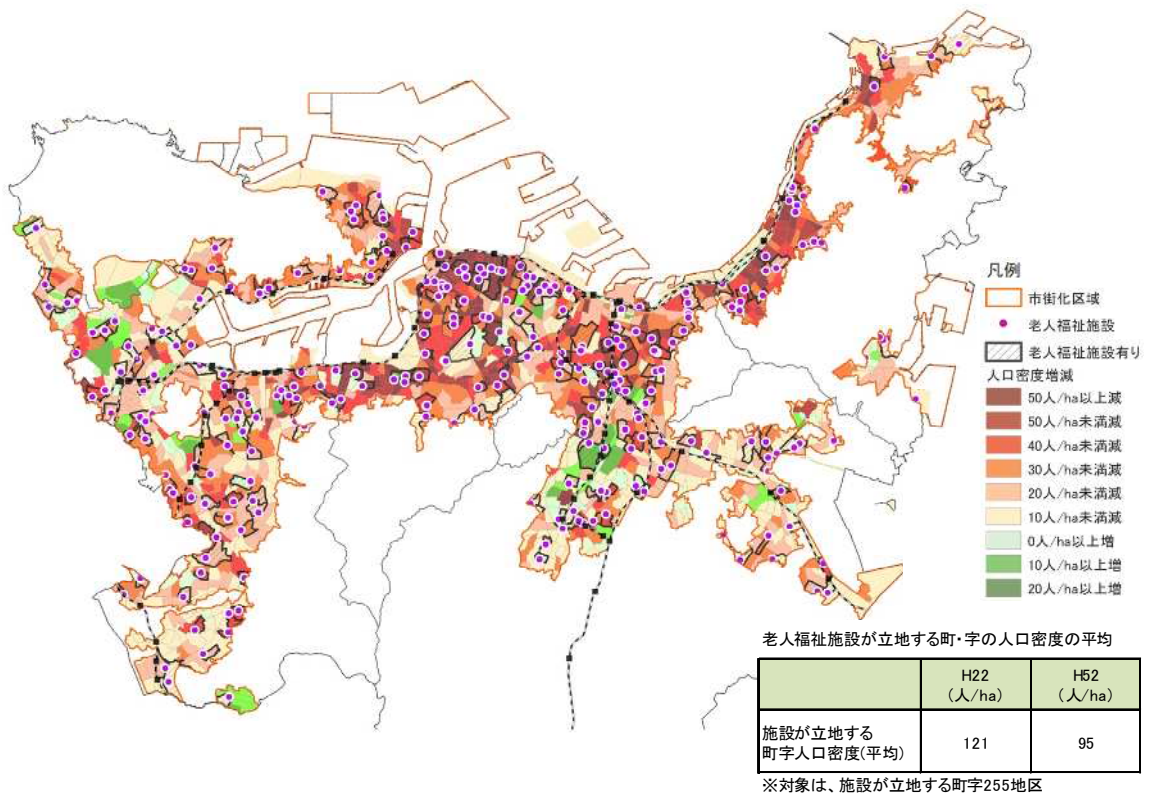 凡例
市街化区域
老人福祉施設
老人福祉施設有り
人口密度増減
50人/ha以上減
50人/ha未満減
40人/ha未満減
30人/ha未満減
20人/ha未満減
10人/ha未満減
0人/ha以上増
10人/ha以上増
20人/ha以上増
老人福祉施設が立地する町・字の人口密度の平均
H22
(人/ha)
H52
(人/ha)
施設が立地する
町字人口密度(平均)
121
95
※対象は、施設が立地する町字255地区